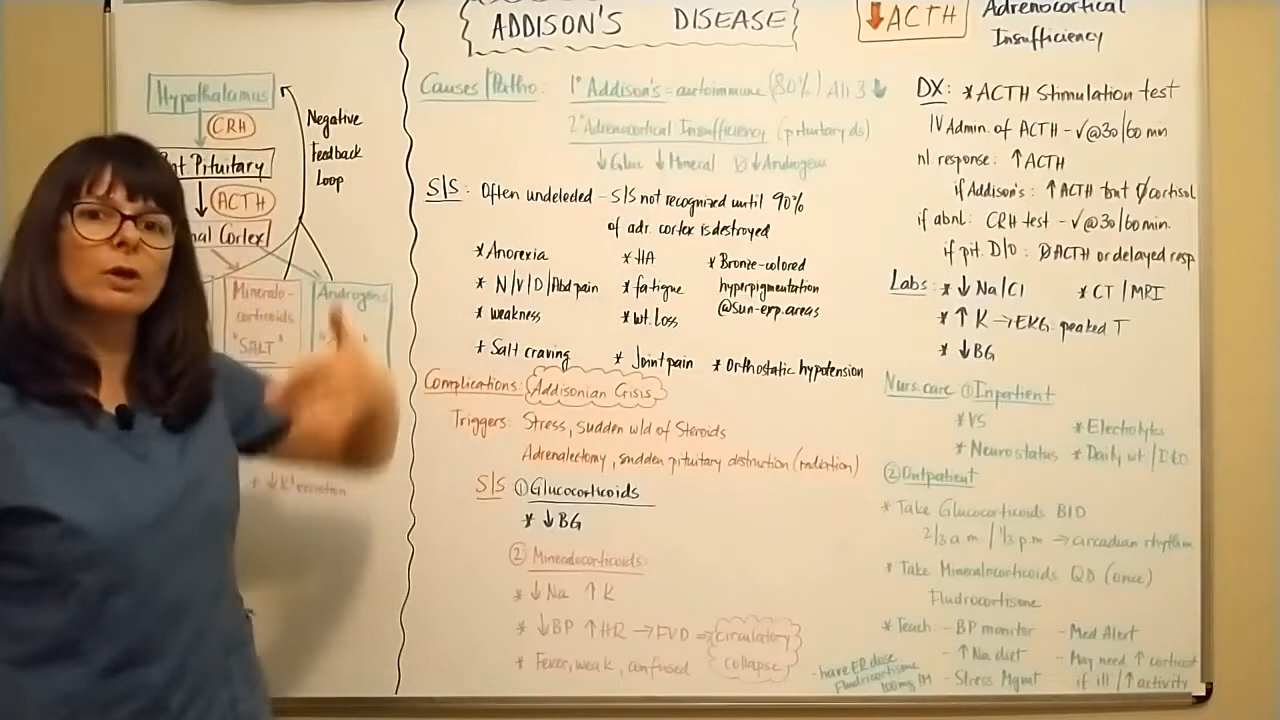 ADDISON'S DISEASE
↓ACTH
Adrenocortical
Insufficiency
Hypothalamus
CRH
nt Pituitary
ACTH
nal Cortex
Negative
Feedback
Loop
Mineralo-
corticoids
"SALT"
Androgens
* ↓K⁺ excretion
Causes/Patho: 1° Addison's = autoimmune (80%) All 3 ↓
2° Adrenocortical Insufficiency (pituitary ds)
↓Gluc ↓Mineral Ø↓Androgens
S|S: Often undeleded - S|S not recognized until 90%
of adr. cortex is destroyed
* Anorexia * HA * Bronze-colored
hyperpigmentation
@sun-exp. areas
* N/V/D/Abd pain * fatigue
* weakness * wt. loss
* Salt craving * Joint pain * Orthostatic hypotension
Complications: Addisonian Crisis
Triggers: Stress, sudden w/d of Steroids
Adrenalectomy, sudden pituitary destruction (radiation)
S|S ① Glucocorticoids
* ↓BG
② Mineralocorticoids:
* ↓Na ↑K
* ↓BP ↑HR → FVD ⇒ circulatory
collapse
* Fever, weak, confused
DX: *ACTH Stimulation test
IV Admin. of ACTH - √@30/60 min
nl response: ↑ACTH
if Addison's: ↑ACTH but Ø cortisol
if abnl: CRH test - √@30/60 min.
if pit. D/O: ØACTH or delayed resp
Labs: * ↓Na/Cl * CT/MRI
* ↑K → EKG: peaked T
* ↓BG
Nurs. care ① Inpatient
* VS * Electrolytes
* Neurostatus * Daily wt / I&O
② Outpatient
* Take Glucocorticoids BID
2/3 a.m / 1/3 p.m → circadian rhythm
* Take Mineralocorticoids QD (once)
Fludrocortisone
* Teach: - BP monitor - Med Alert
- ↑Na diet - May need ↑ corticost
- Stress Mgmt if ill / ↑activity
- have ER dose
Fludrocortisone
100mg IM